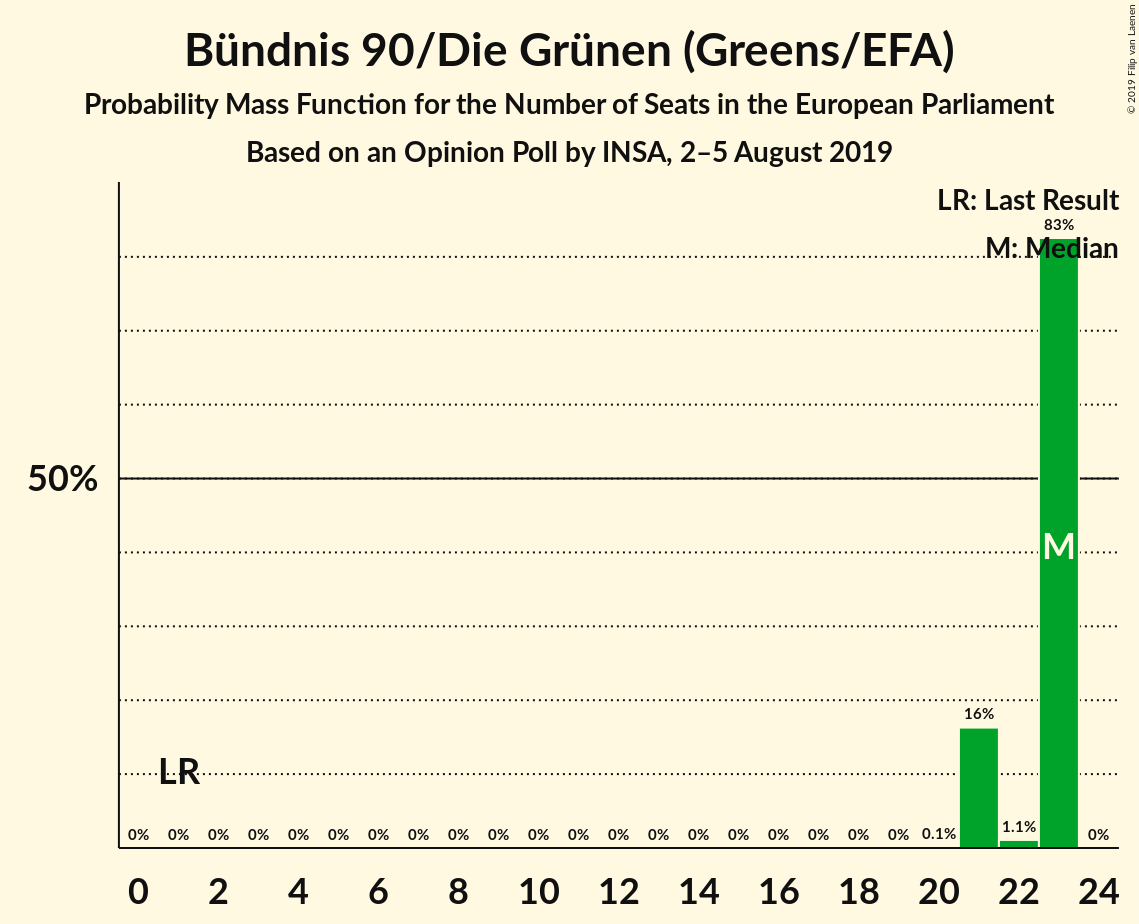 Bündnis 90/Die Grünen (Greens/EFA)
Probability Mass Function for the Number of Seats in the European Parliament
Based on an Opinion Poll by INSA, 2–5 August 2019
© 2019 Filip van Laenen
LR: Last Result
83%
M: Median
50%
M
16%
LR
0% 0% 0% 0% 0% 0% 0% 0% 0% 0% 0% 0% 0% 0% 0% 0% 0% 0% 0% 0% 0.1% 1.1% 0%
0 2 4 6 8 10 12 14 16 18 20 22 24